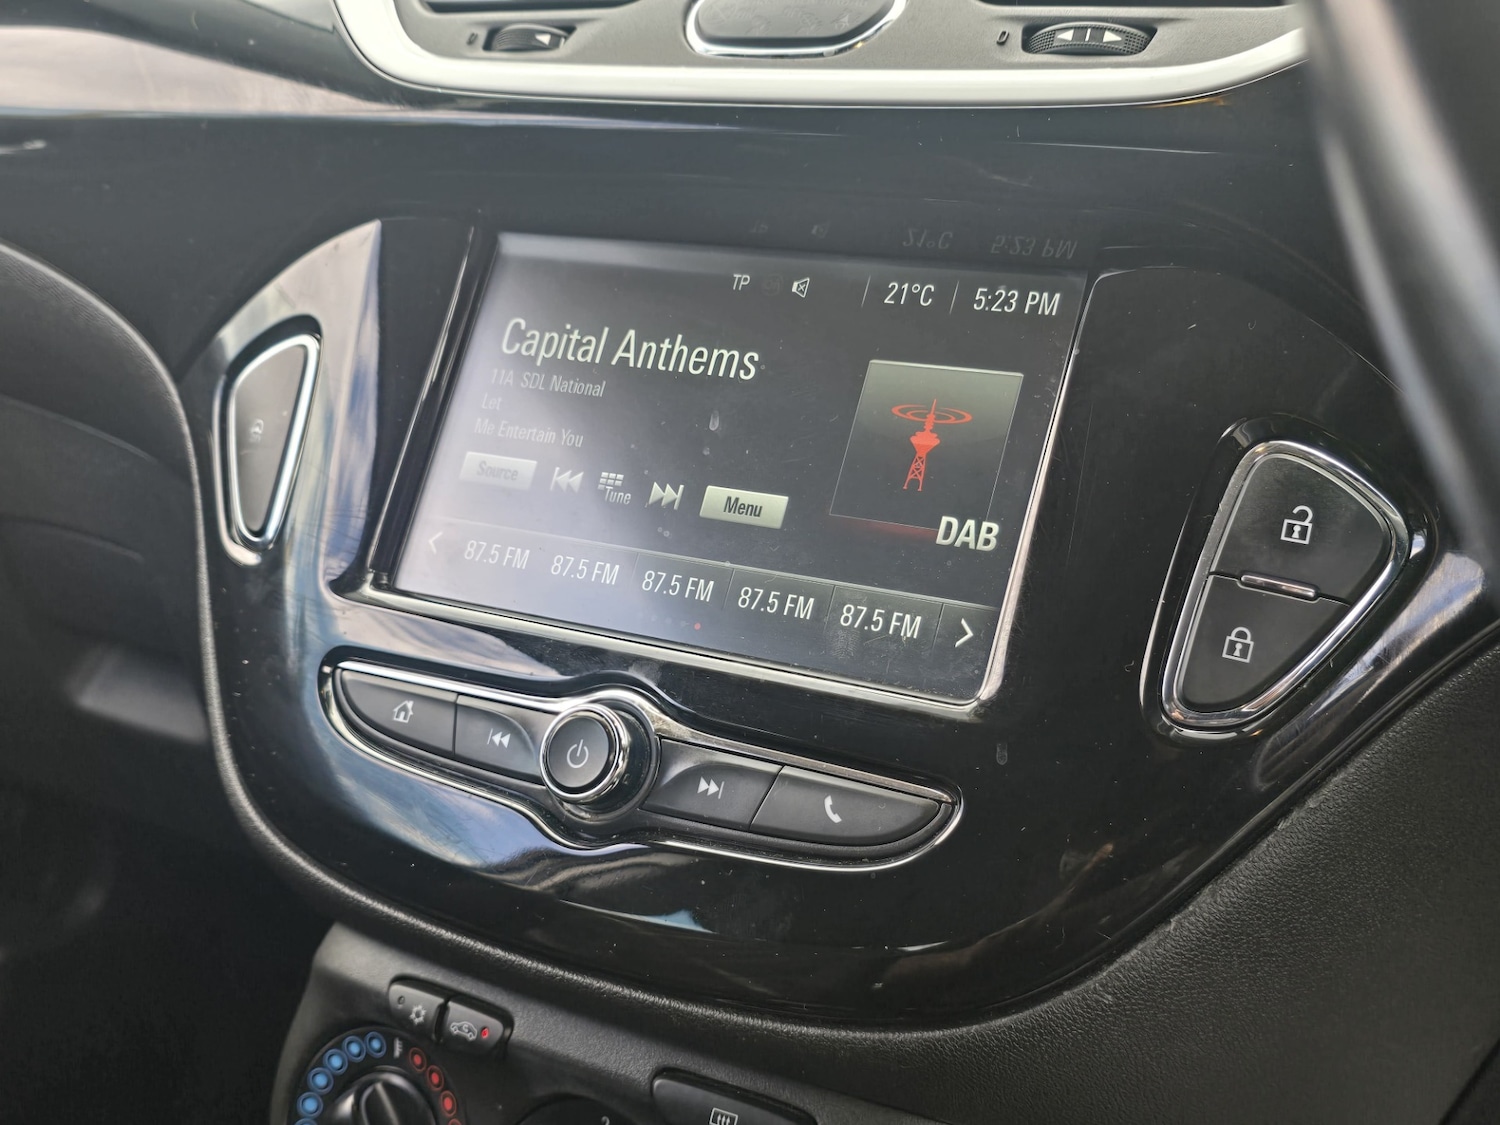 TP
21°C
5:23 PM
Capital Anthems
11A SDL National
Let
Me Entertain You
Source
Tune
Menu
DAB
87.5 FM
87.5 FM
87.5 FM
87.5 FM
87.5 FM